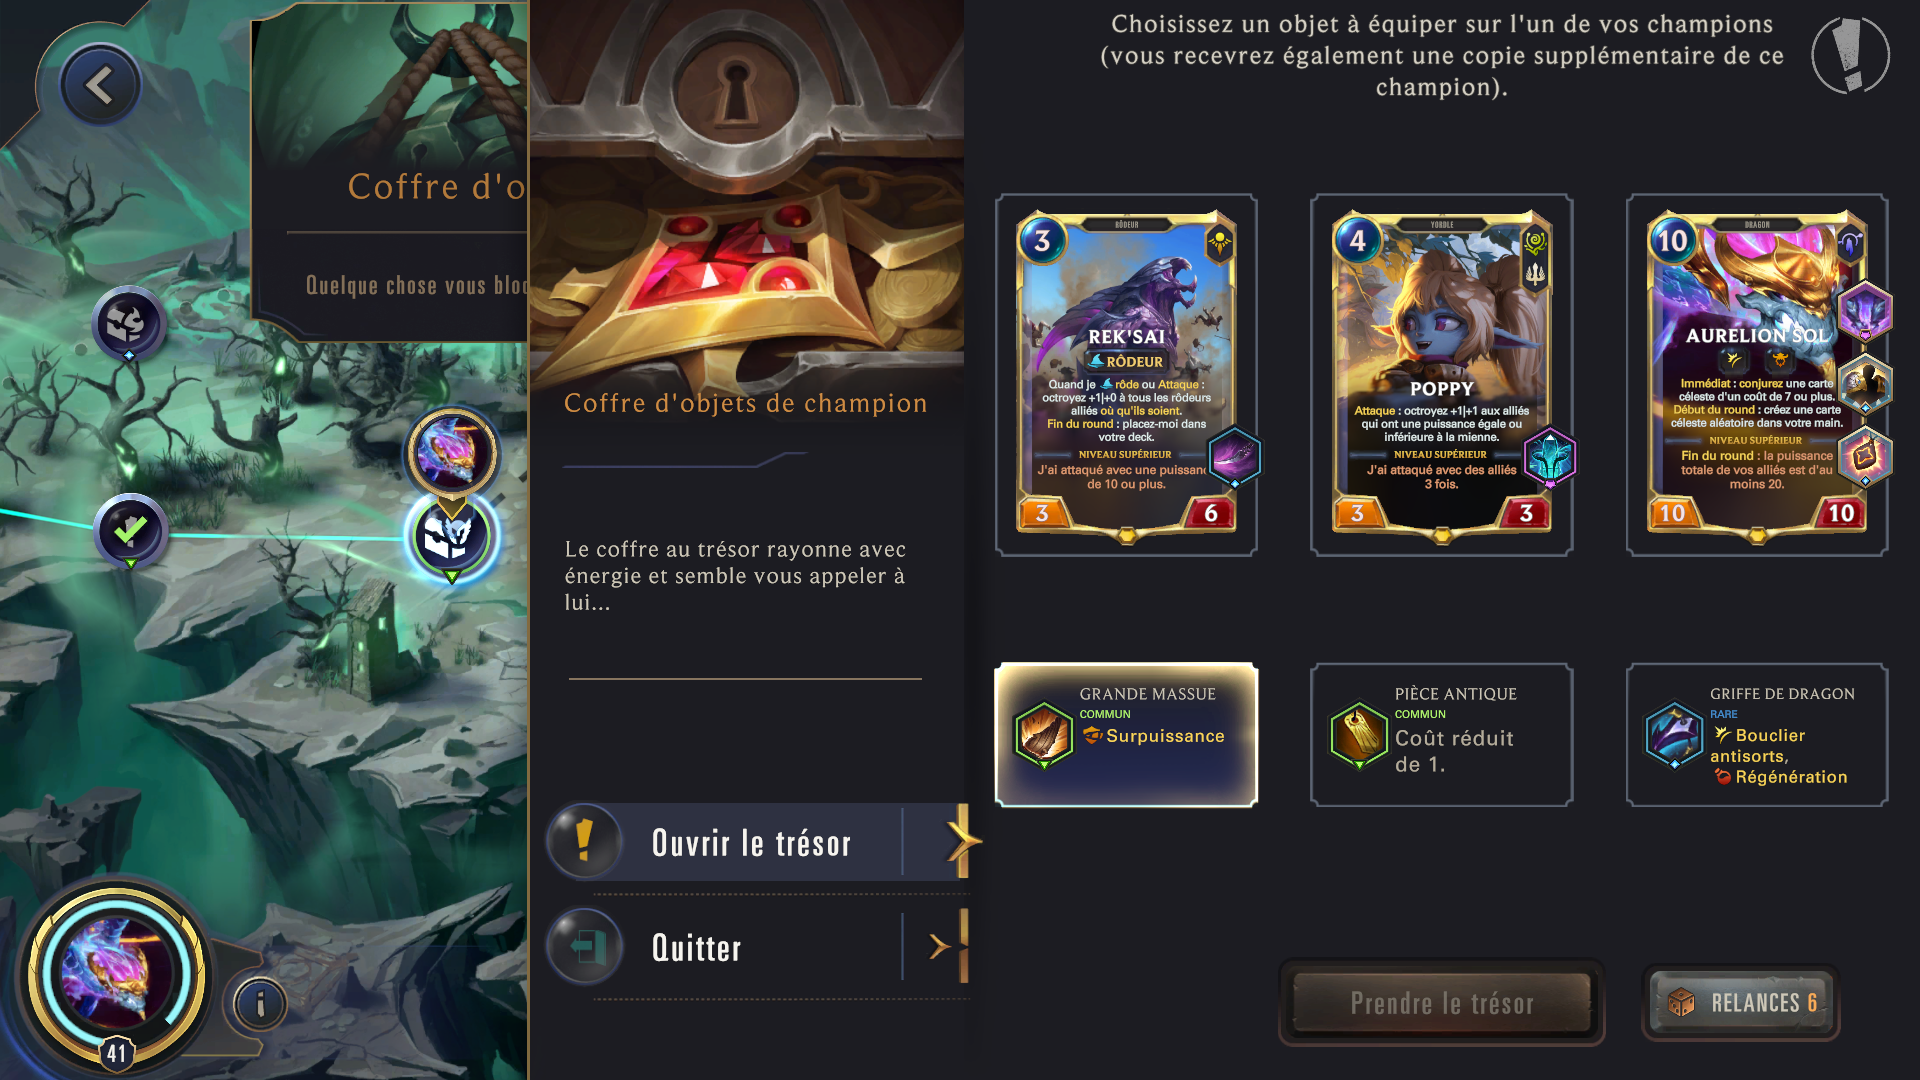 Coffre d'o
Quelque chose vous bloc
41
Coffre d'objets de champion
Le coffre au trésor rayonne avec
énergie et semble vous appeler à
lui...
Ouvrir le trésor
Quitter
Choisissez un objet à équiper sur l'un de vos champions
(vous recevrez également une copie supplémentaire de ce
champion).
3
RÔDEUR
REK'SAI
RÔDEUR
Quand je rôde ou Attaque :
octroyez +1|+0 à tous les rôdeurs
alliés où qu'ils soient.
Fin du round : placez-moi dans
votre deck.
NIVEAU SUPÉRIEUR
J'ai attaqué avec une puissanc
de 10 ou plus.
3
6
4
YORDLE
POPPY
Attaque : octroyez +1|+1 aux alliés
qui ont une puissance égale ou
inférieure à la mienne.
NIVEAU SUPÉRIEUR
J'ai attaqué avec des alliés
3 fois.
3
3
10
DRAGON
AURELION SOL
Immédiat : conjurez une carte
céleste d'un coût de 7 ou plus.
Début du round : créez une carte
céleste aléatoire dans votre main.
NIVEAU SUPÉRIEUR
Fin du round : la puissance
totale de vos alliés est d'au
moins 20.
10
10
GRANDE MASSUE
COMMUN
Surpuissance
PIÈCE ANTIQUE
COMMUN
Coût réduit
de 1.
GRIFFE DE DRAGON
RARE
Bouclier
antisorts,
Régénération
Prendre le trésor
RELANCES 6